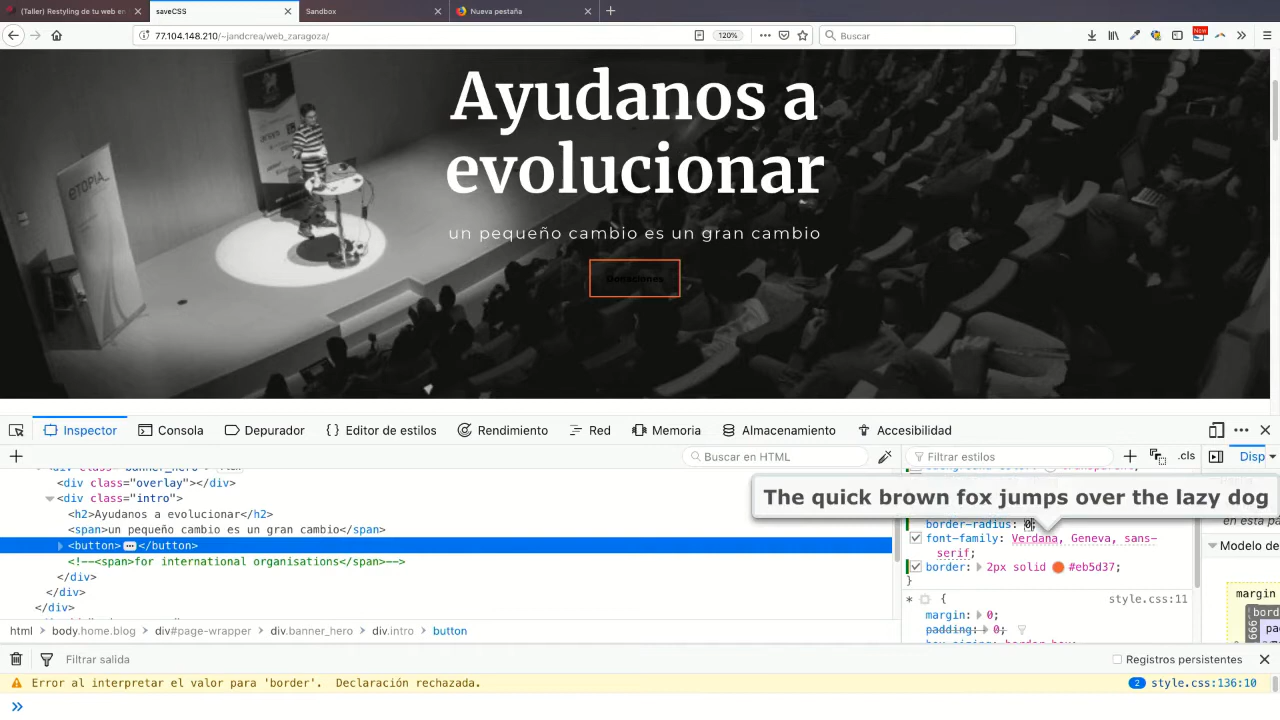 (Taller) Restyling de tu web en
saveCSS
Sandbox
Nueva pestaña
77.104.148.210/~jandcrea/web_zaragoza/
120%
Buscar
New
ETOPIA_
Ayudanos a
evolucionar
un pequeño cambio es un gran cambio
Donaciones
Inspector
Consola
Depurador
Editor de estilos
Rendimiento
Red
Memoria
Almacenamiento
Accesibilidad
Buscar en HTML
Filtrar estilos
.cls
Disp
<div class="overlay"></div>
<div class="intro">
<h2>Ayudanos a evolucionar</h2>
<span>un pequeño cambio es un gran cambio</span>
<button> </button>
<!--<span>for international organisations</span>-->
</div>
</div>
</div>
The quick brown fox jumps over the lazy dog
border-radius: 0;
font-family: Verdana, Geneva, sans-
serif;
border: 2px solid #eb5d37;
}
* { style.css:11
margin: 0;
padding: 0;
en esta pá
Modelo de
margin
bord
999
pa
html > body.home.blog > div#page-wrapper > div.banner_hero > div.intro > button
Filtrar salida
Registros persistentes
Error al interpretar el valor para 'border'. Declaración rechazada.
2 style.css:136:10